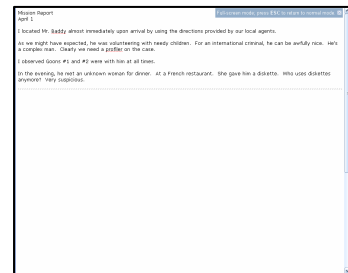 Mission Report
Full-screen mode, press ESC to return to normal mode
April 1
I located Mr. Baddy almost immediately upon arrival by using the directions provided by our local agents.
As we might have expected, he was volunteering with needy children. For an international criminal, he can be awfully nice. He's
a complex man. Clearly we need a profiler on the case.
I observed Goons #1 and #2 were with him at all times.
In the evening, he met an unknown woman for dinner. At a French restaurant. She gave him a diskette. Who uses diskettes
anymore? Very suspicious.